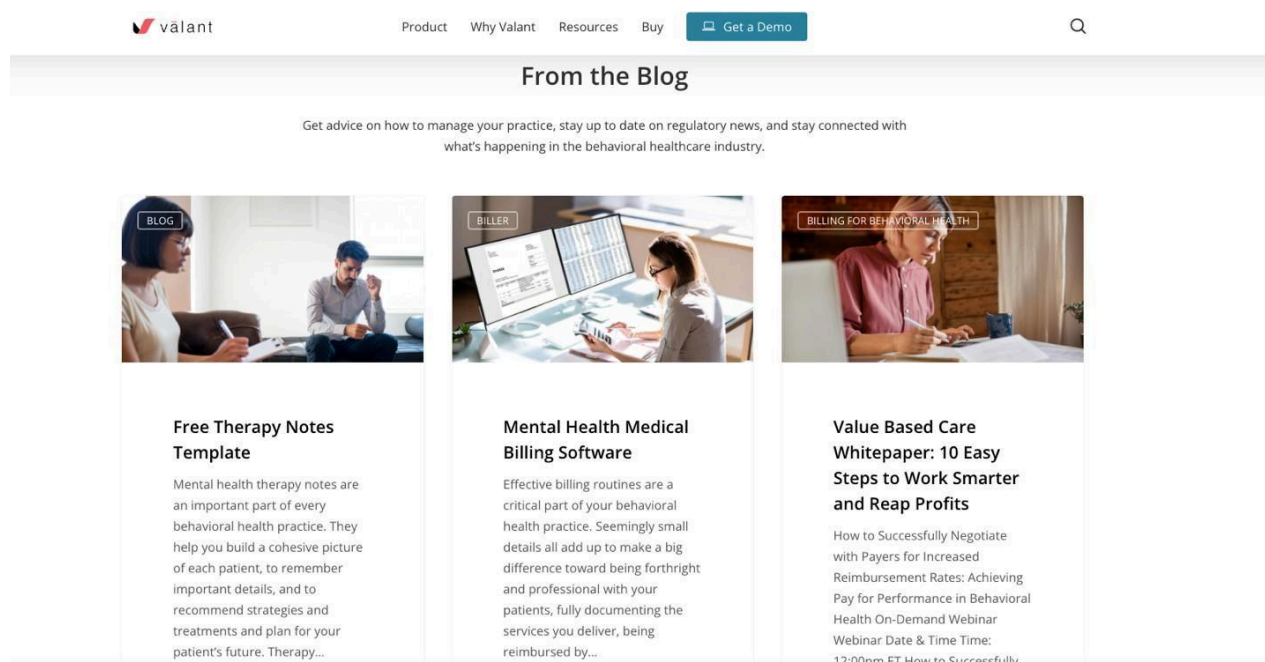 välant
Product Why Valant Resources Buy Get a Demo
From the Blog
Get advice on how to manage your practice, stay up to date on regulatory news, and stay connected with
what's happening in the behavioral healthcare industry.
BLOG
Free Therapy Notes
Template
Mental health therapy notes are
an important part of every
behavioral health practice. They
help you build a cohesive picture
of each patient, to remember
important details, and to
recommend strategies and
treatments and plan for your
patient's future. Therapy...
BILLER
Mental Health Medical
Billing Software
Effective billing routines are a
critical part of your behavioral
health practice. Seemingly small
details all add up to make a big
difference toward being forthright
and professional with your
patients, fully documenting the
services you deliver, being
reimbursed by...
BILLING FOR BEHAVIORAL HEALTH
Value Based Care
Whitepaper: 10 Easy
Steps to Work Smarter
and Reap Profits
How to Successfully Negotiate
with Payers for Increased
Reimbursement Rates: Achieving
Pay for Performance in Behavioral
Health On-Demand Webinar
Webinar Date & Time Time:
12:00pm ET How to Successfully